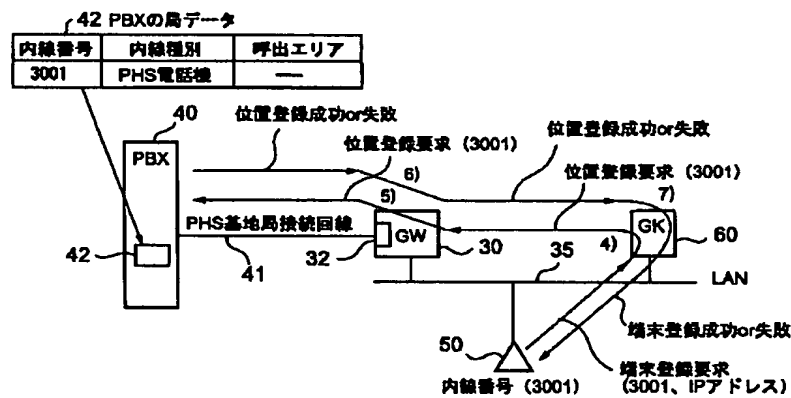 42 PBXの局データ
内線番号 内線種別 呼出エリア
3001 PHS電話機 —
40
位置登録成功or失敗
位置登録要求（3001）
位置登録成功or失敗
位置登録要求（3001）
PBX
6)
5)
7)
4)
PHS基地局接続回線
GW
GK
42
41
32
30
35
60
LAN
50
端末登録成功or失敗
端末登録要求
（3001、IPアドレス）
内線番号（3001）